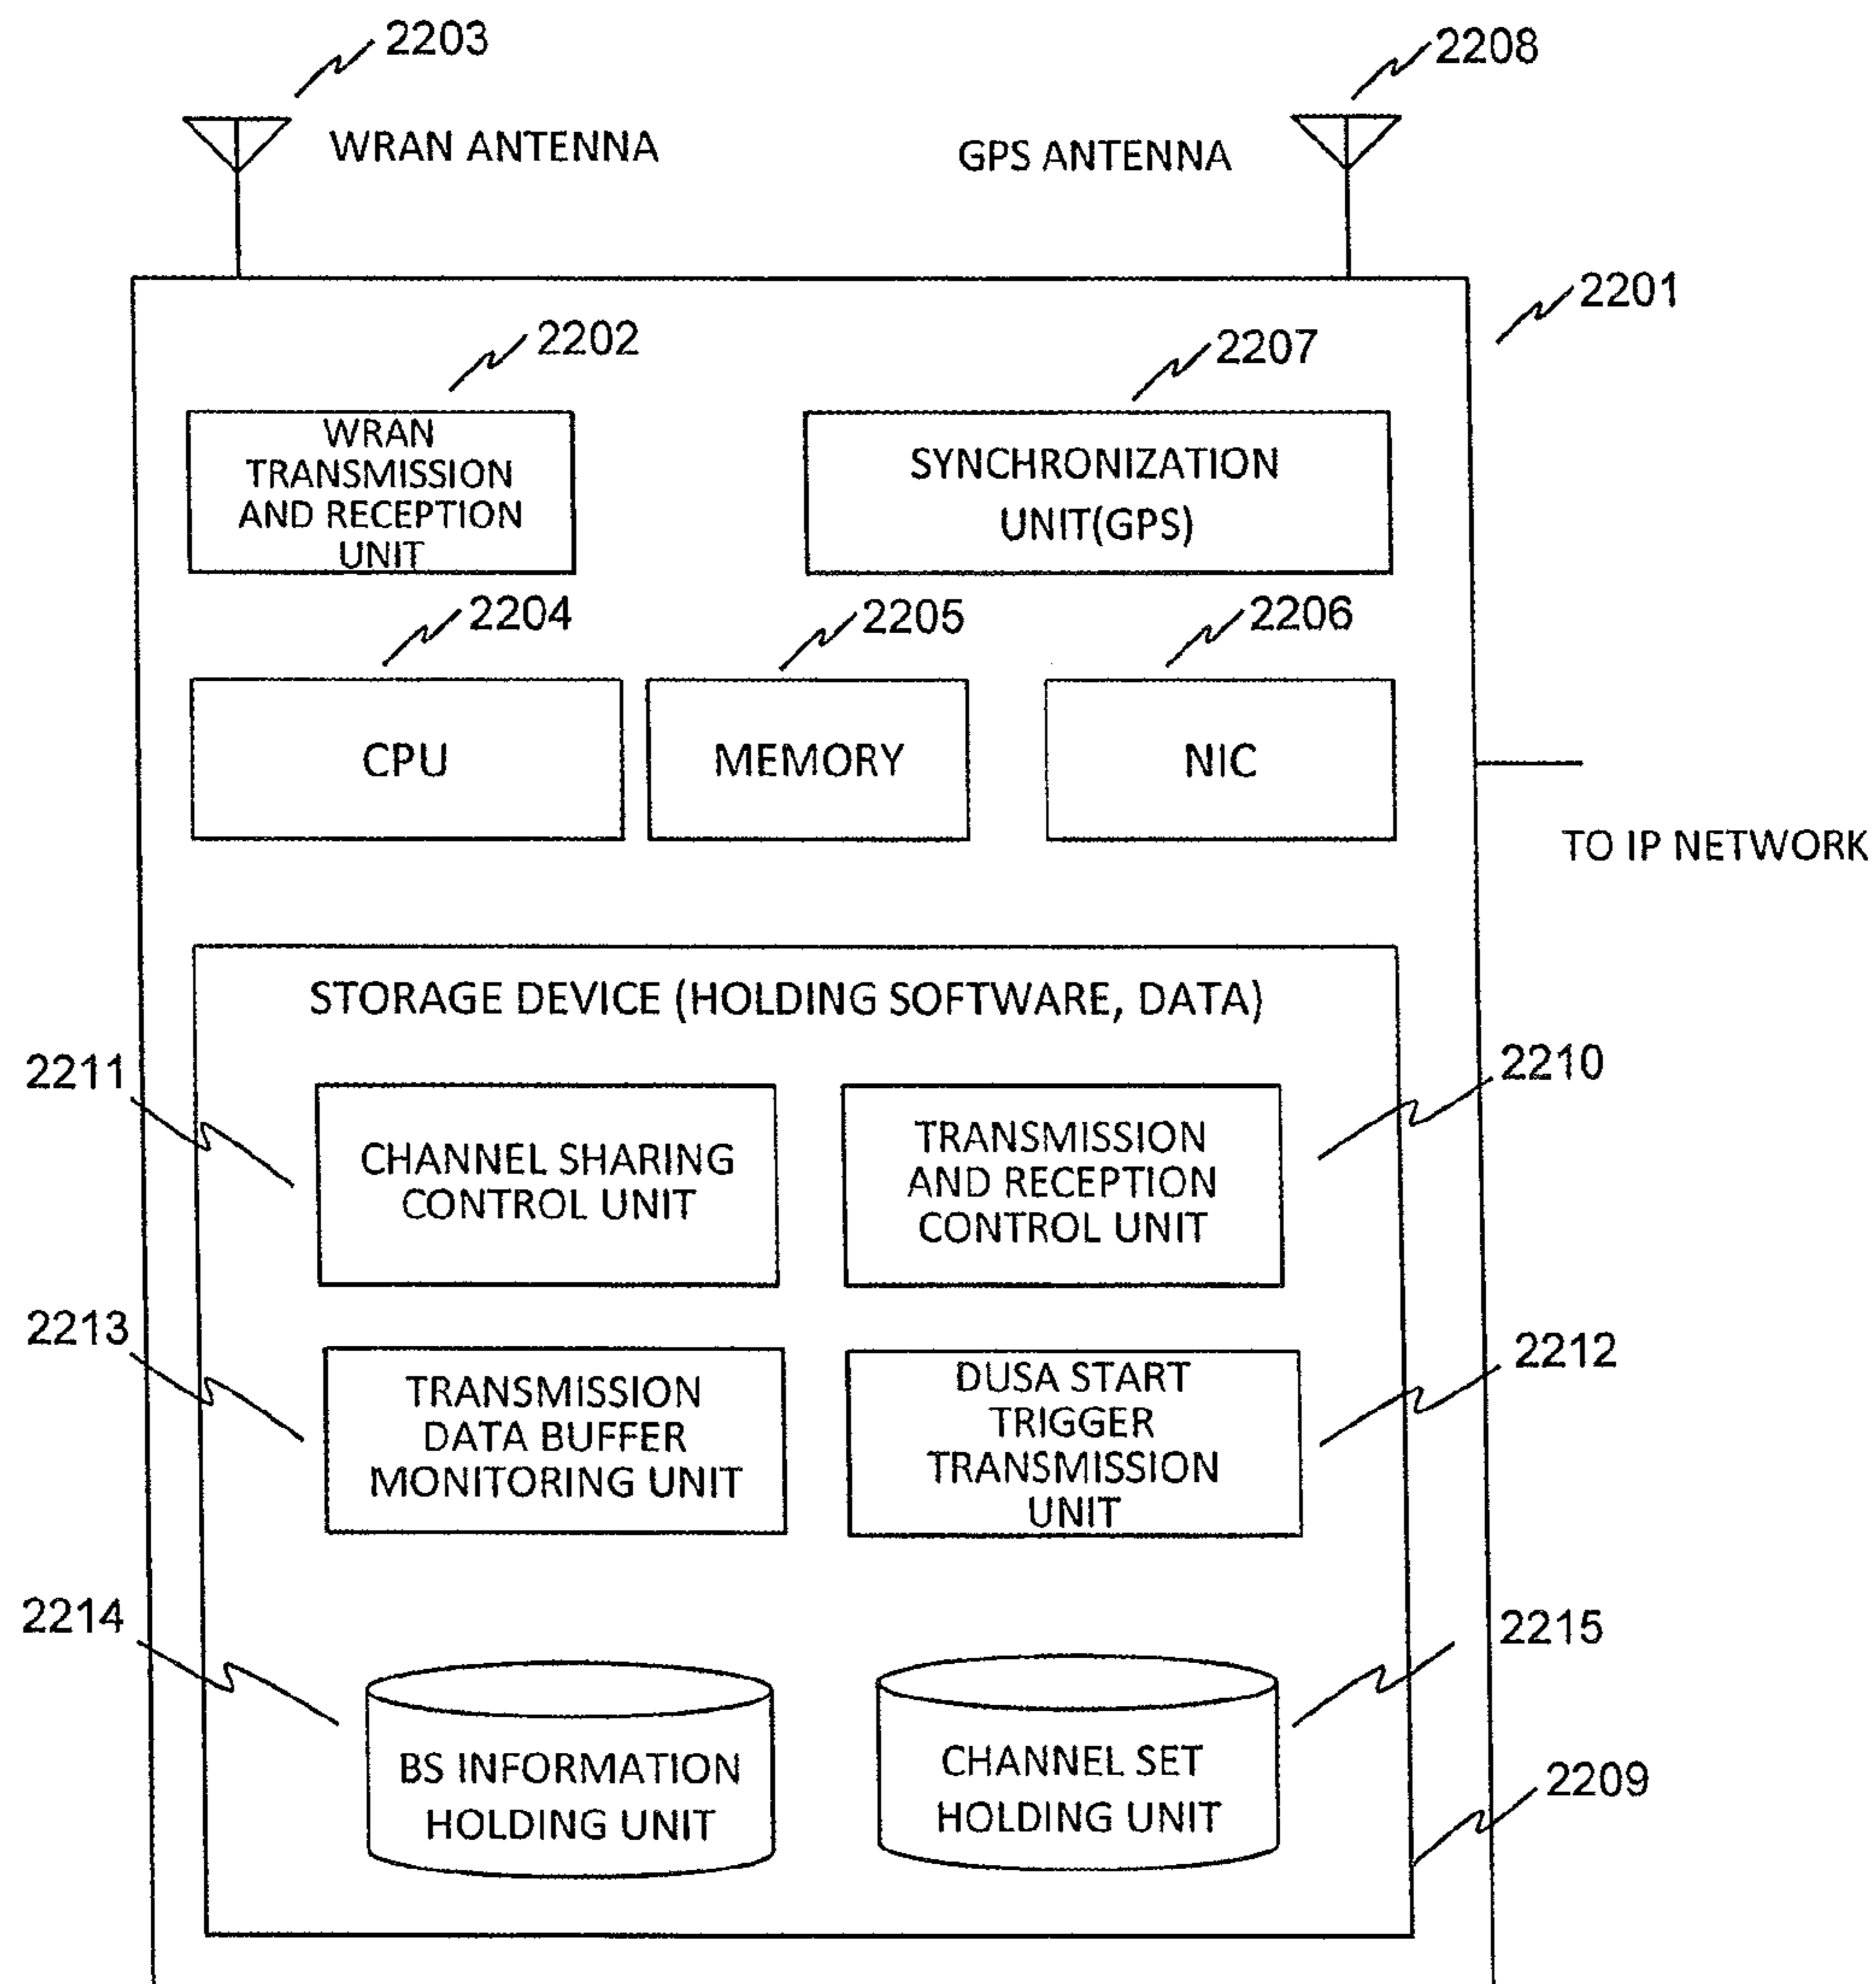 2203
2208
WRAN ANTENNA
GPS ANTENNA
2201
2202
2207
WRAN
TRANSMISSION
AND RECEPTION
UNIT
SYNCHRONIZATION
UNIT(GPS)
2204
2205
2206
CPU
MEMORY
NIC
TO IP NETWORK
STORAGE DEVICE (HOLDING SOFTWARE, DATA)
2211
2210
CHANNEL SHARING
CONTROL UNIT
TRANSMISSION
AND RECEPTION
CONTROL UNIT
2213
2212
TRANSMISSION
DATA BUFFER
MONITORING UNIT
DUSA START
TRIGGER
TRANSMISSION
UNIT
2214
2215
BS INFORMATION
HOLDING UNIT
CHANNEL SET
HOLDING UNIT
2209